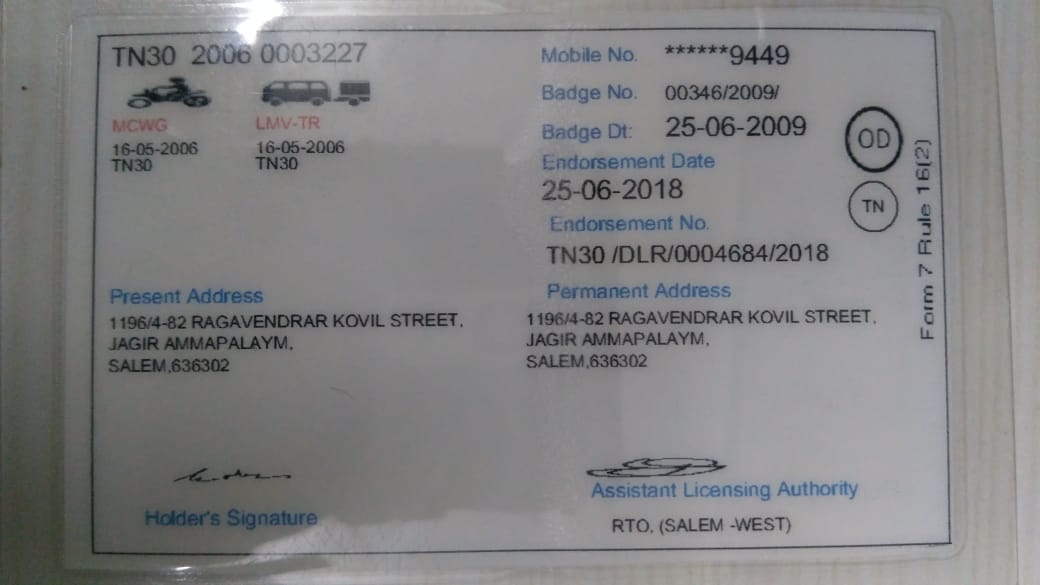 TN30 2006 0003227
MCWG
16-05-2006
TN30
LMV-TR
16-05-2006
TN30
Mobile No. ******9449
Badge No. 00346/2009/
Badge Dt: 25-06-2009
Endorsement Date
25-06-2018
Endorsement No.
TN30 /DLR/0004684/2018
OD
TN
Form 7 Rule 16(2)
Present Address
1196/4-82 RAGAVENDRAR KOVIL STREET,
JAGIR AMMAPALAYM,
SALEM,636302
Permanent Address
1196/4-82 RAGAVENDRAR KOVIL STREET,
JAGIR AMMAPALAYM,
SALEM,636302
Holder's Signature
Assistant Licensing Authority
RTO, (SALEM -WEST)